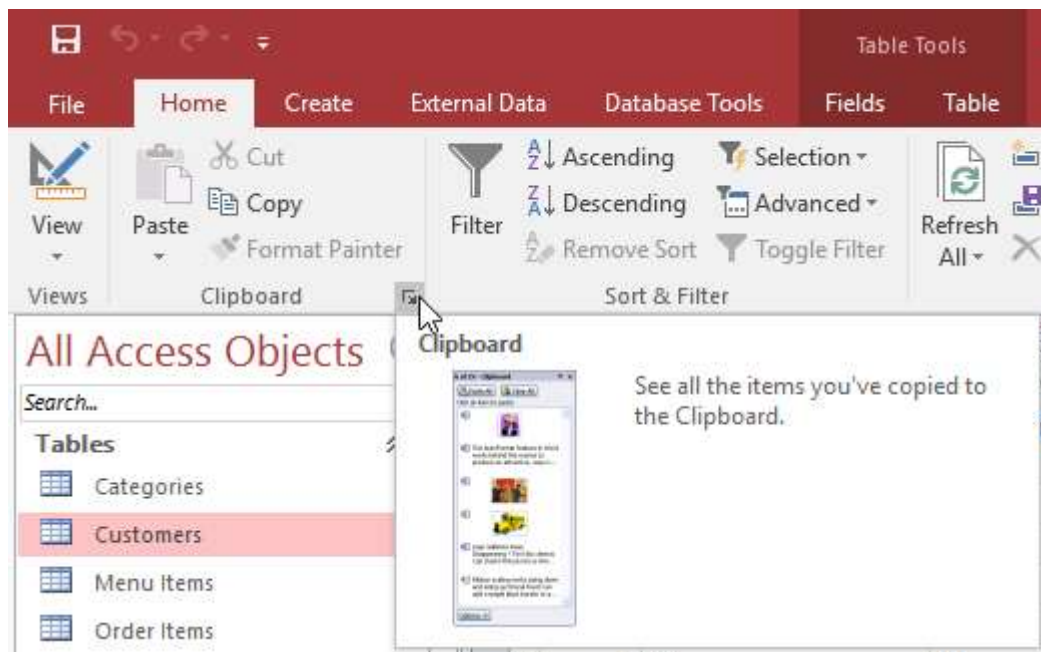 Table Tools
File Home Create External Data Database Tools Fields Table
Cut
Copy
Format Painter
View
Paste
Filter
Ascending
Descending
Remove Sort
Selection
Advanced
Toggle Filter
Refresh
All
Views Clipboard Sort & Filter
All Access Objects
Search...
Tables
Categories
Customers
Menu Items
Order Items
Clipboard
See all the items you've copied to
the Clipboard.